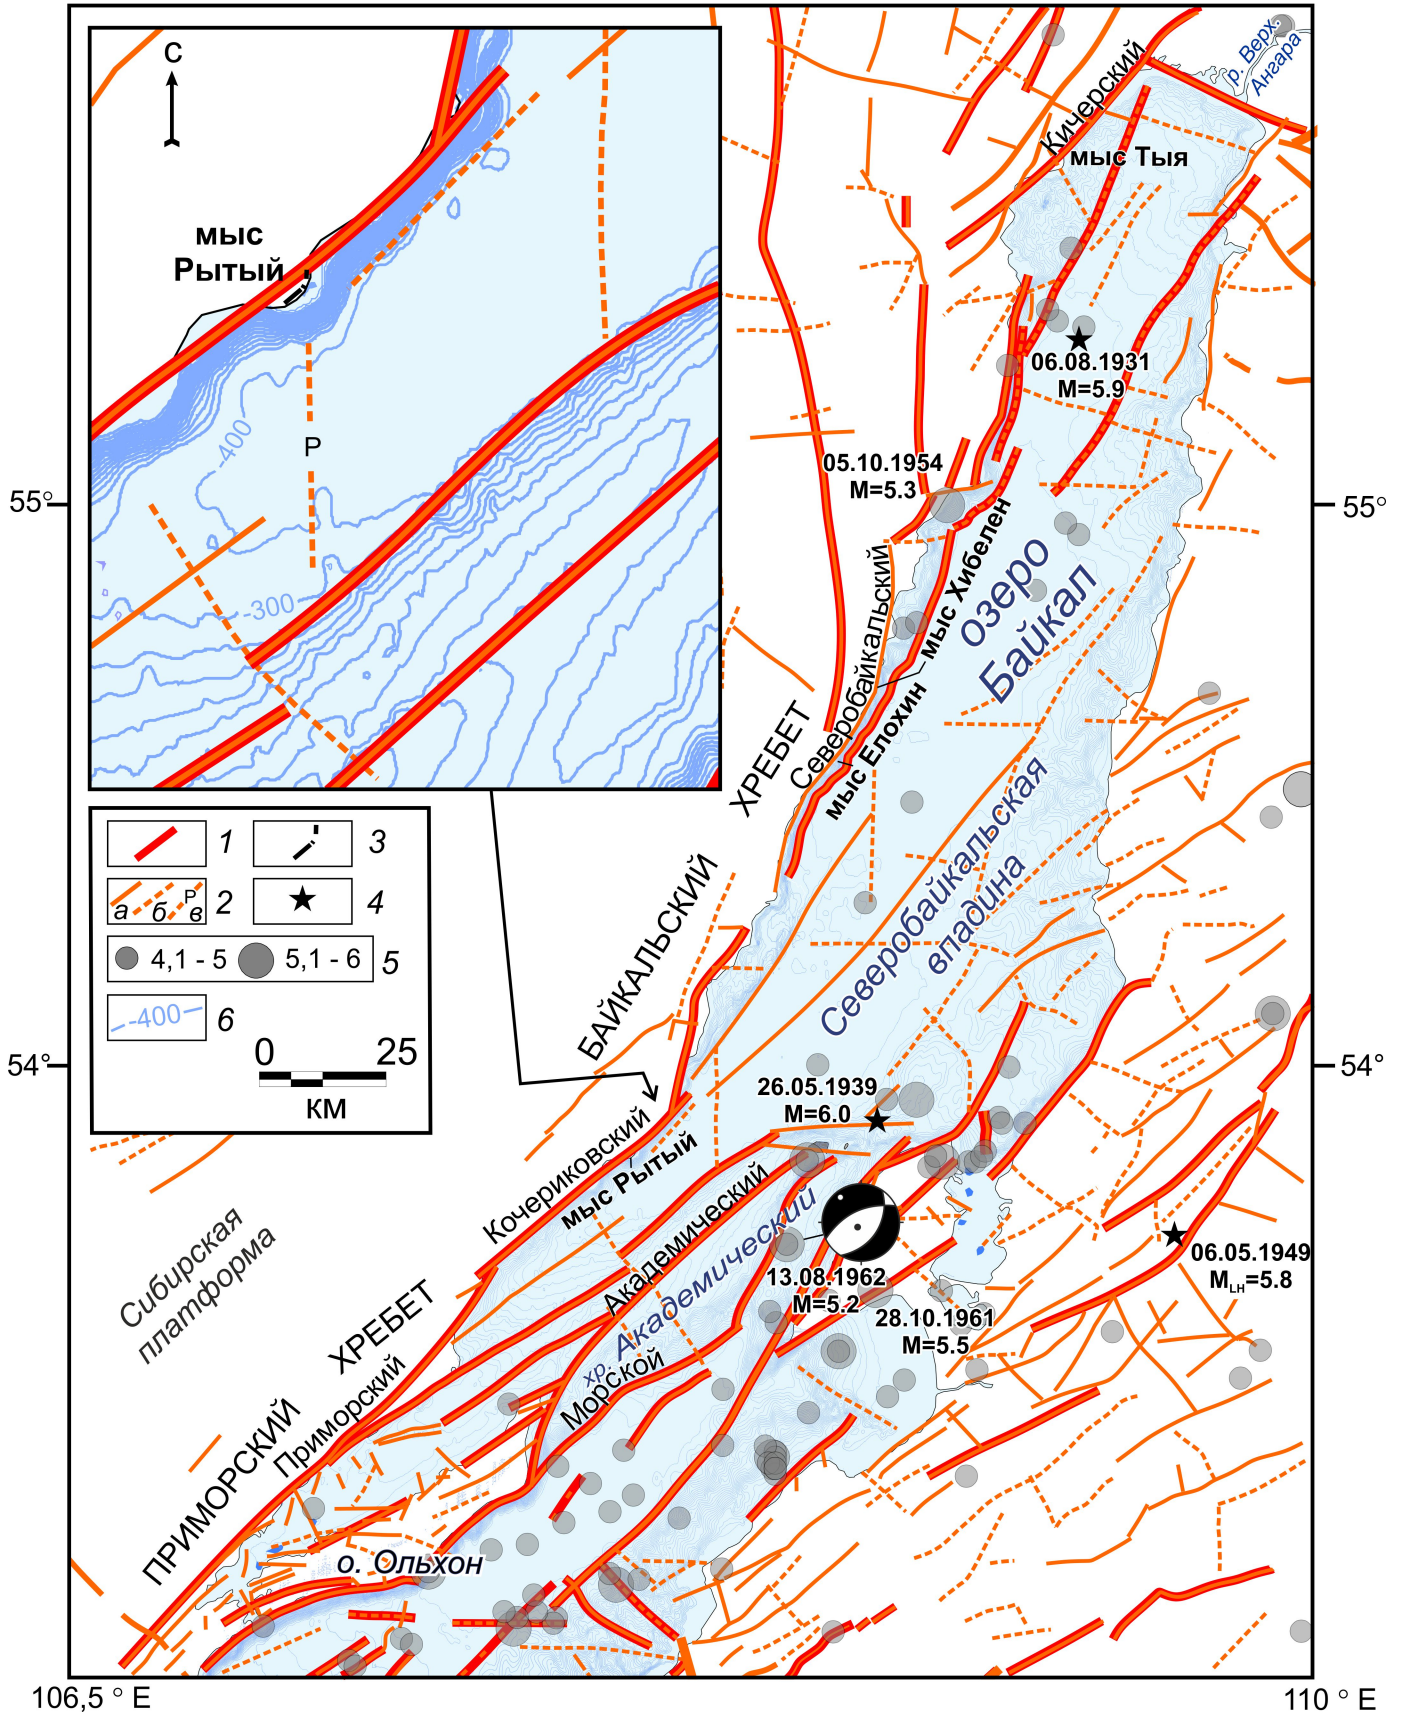 С
мыс
Рытый
-400
Р
-300
р. Верх.
Ангара
Кичерский
мыс Тыя
06.08.1931
М=5.9
05.10.1954
М=5.3
55°
55°
Северобайкальский
мыс Хибелен
озеро
Байкал
мыс Елохин
БАЙКАЛЬСКИЙ ХРЕБЕТ
Северобайкальская
впадина
1
3
а б Р в 2
4
4,1 - 5
5,1 - 6
5
-400
6
0 25
км
54°
54°
26.05.1939
М=6.0
Кочериковский
мыс Рытый
Академический
хр. Академический
Сибирская
платформа
06.05.1949
MLH=5.8
13.08.1962
М=5.2
28.10.1961
М=5.5
ПРИМОРСКИЙ ХРЕБЕТ
Приморский
Морской
о. Ольхон
106,5 ° E
110 ° E